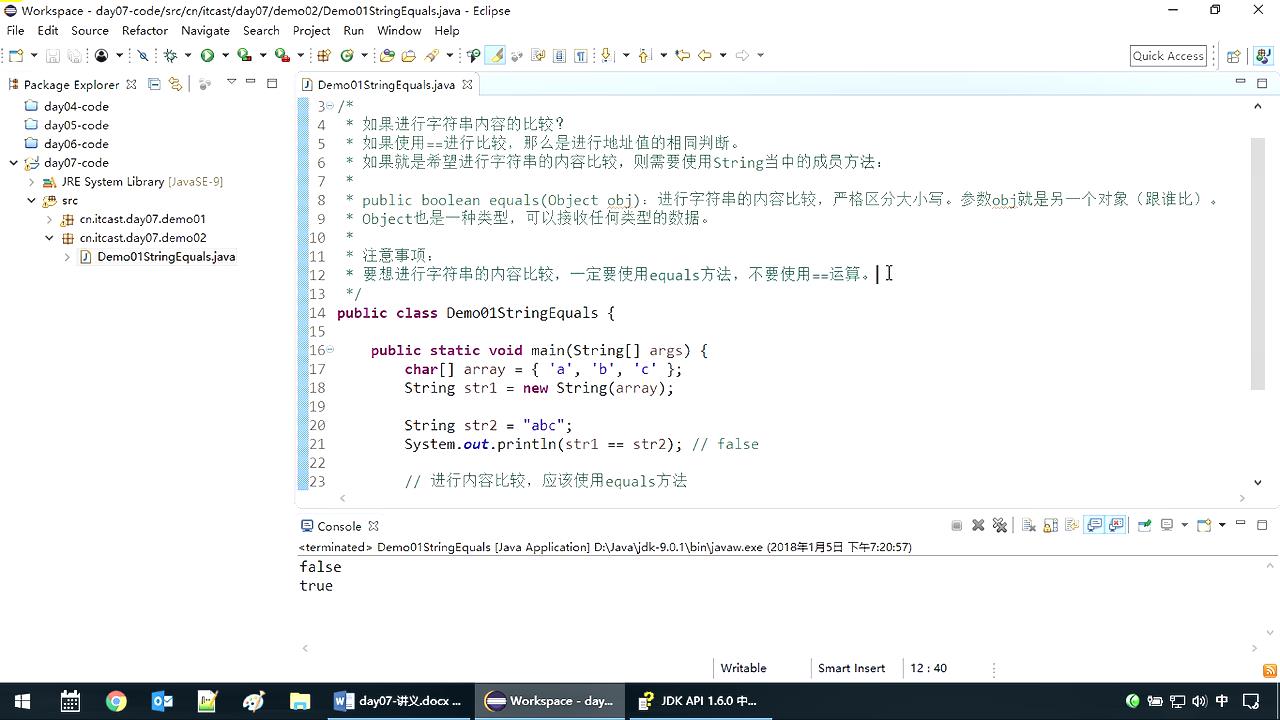 Workspace - day07-code/src/cn/itcast/day07/demo02/Demo01StringEquals.java - Eclipse
File Edit Source Refactor Navigate Search Project Run Window Help
Quick Access
Package Explorer
day04-code
day05-code
day06-code
day07-code
JRE System Library [JavaSE-9]
src
cn.itcast.day07.demo01
cn.itcast.day07.demo02
Demo01StringEquals.java
Demo01StringEquals.java
3 /*
4 * 如果进行字符串内容的比较?
5 * 如果使用==进行比较，那么是进行地址值的相同判断。
6 * 如果就是希望进行字符串的内容比较，则需要使用String当中的成员方法：
7 *
8 * public boolean equals(Object obj)：进行字符串的内容比较，严格区分大小写。参数obj就是另一个对象（跟谁比）。
9 * Object也是一种类型，可以接收任何类型的数据。
10 *
11 * 注意事项：
12 * 要想进行字符串的内容比较，一定要使用equals方法，不要使用==运算。
13 */
14 public class Demo01StringEquals {
15
16 public static void main(String[] args) {
17 char[] array = { 'a', 'b', 'c' };
18 String str1 = new String(array);
19
20 String str2 = "abc";
21 System.out.println(str1 == str2); // false
22
23 // 进行内容比较，应该使用equals方法
Console
<terminated> Demo01StringEquals [Java Application] D:\Java\jdk-9.0.1\bin\javaw.exe (2018年1月5日 下午7:20:57)
false
true
Writable Smart Insert 12 : 40
day07-讲义.docx ... Workspace - day... JDK API 1.6.0 中... 中